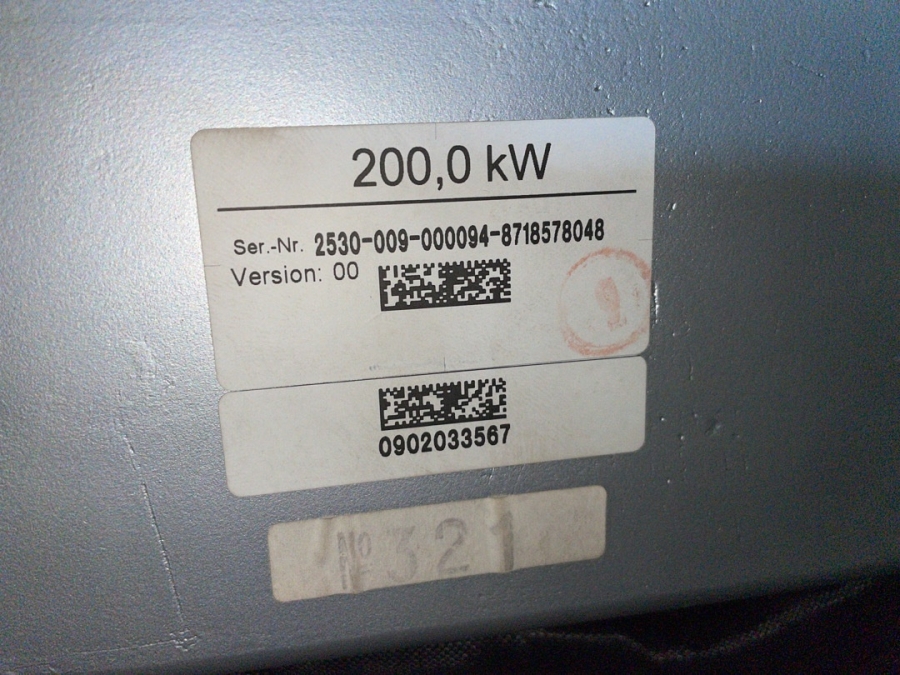 200,0 kW
Ser.-Nr. 2530-009-000094-8718578048
Version: 00
0902033567
№ 321